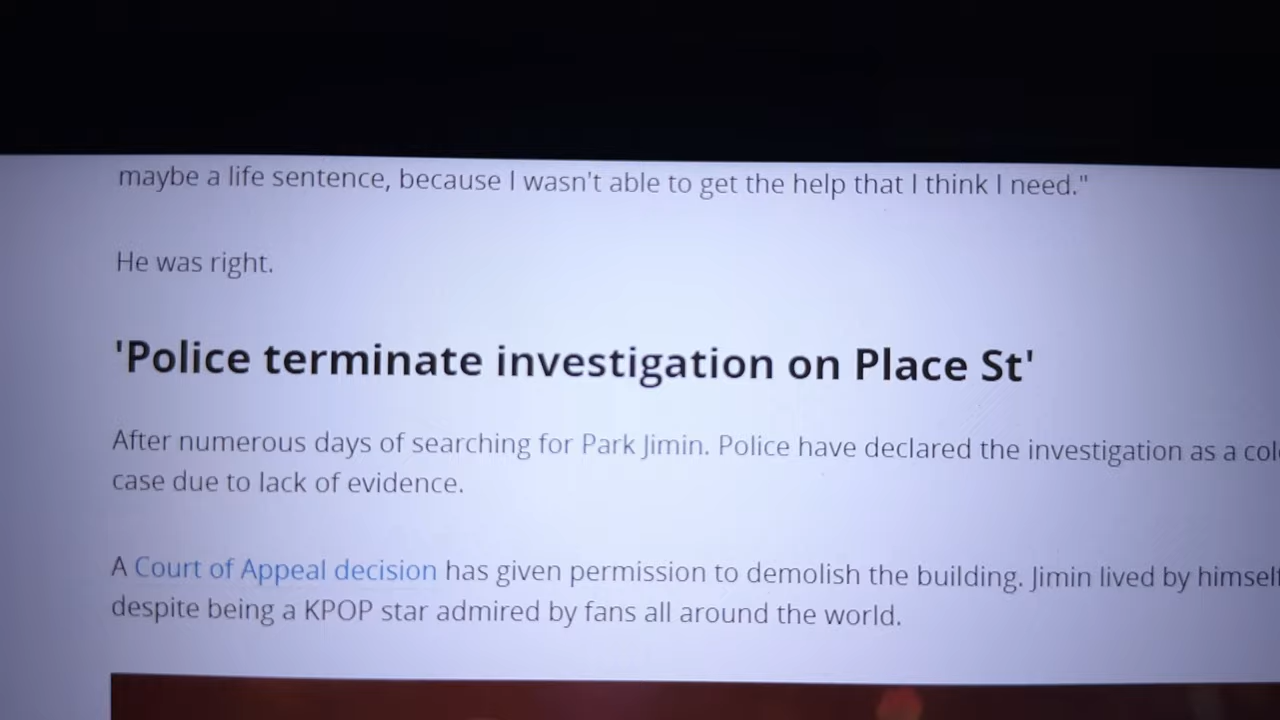 maybe a life sentence, because I wasn't able to get the help that I think I need."
He was right.
'Police terminate investigation on Place St'
After numerous days of searching for Park Jimin. Police have declared the investigation as a
case due to lack of evidence.
A Court of Appeal decision has given permission to demolish the building. Jimin lived by himself
despite being a KPOP star admired by fans all around the world.